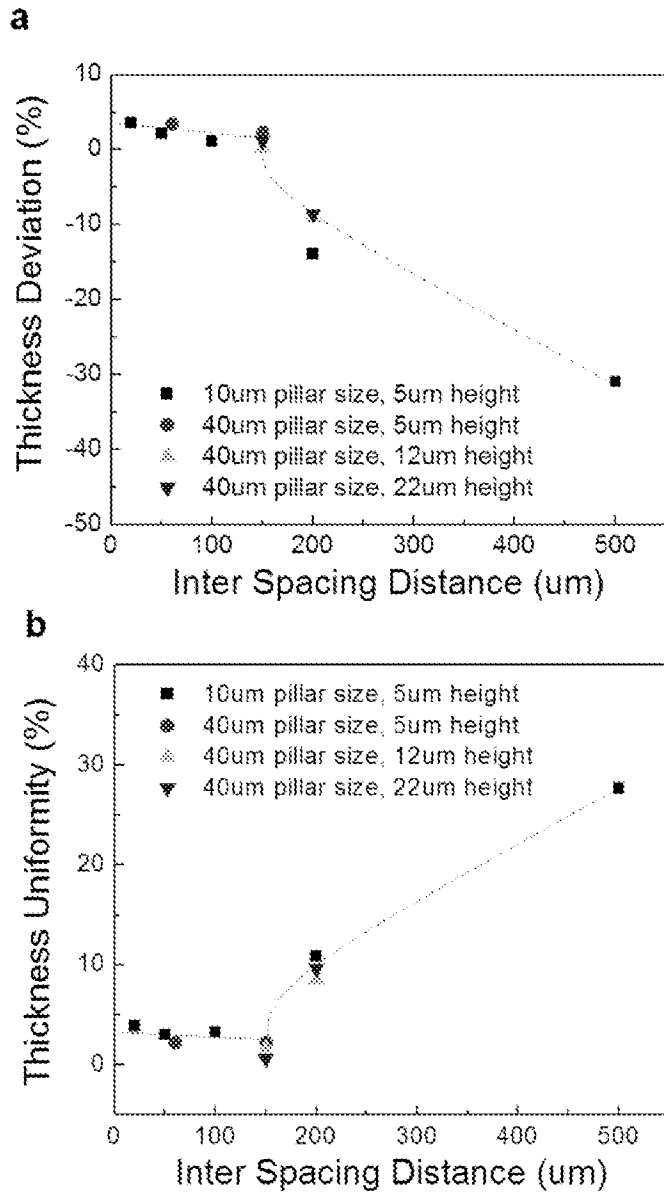 a
10
0
-10
-20
-30
-40
-50
Thickness Deviation (%)
10um pillar size, 5um height
40um pillar size, 5um height
40um pillar size, 12um height
40um pillar size, 22um height
0 100 200 300 400 500
Inter Spacing Distance (um)
b
40
30
20
10
0
Thickness Uniformity (%)
10um pillar size, 5um height
40um pillar size, 5um height
40um pillar size, 12um height
40um pillar size, 22um height
0 100 200 300 400 500
Inter Spacing Distance (um)